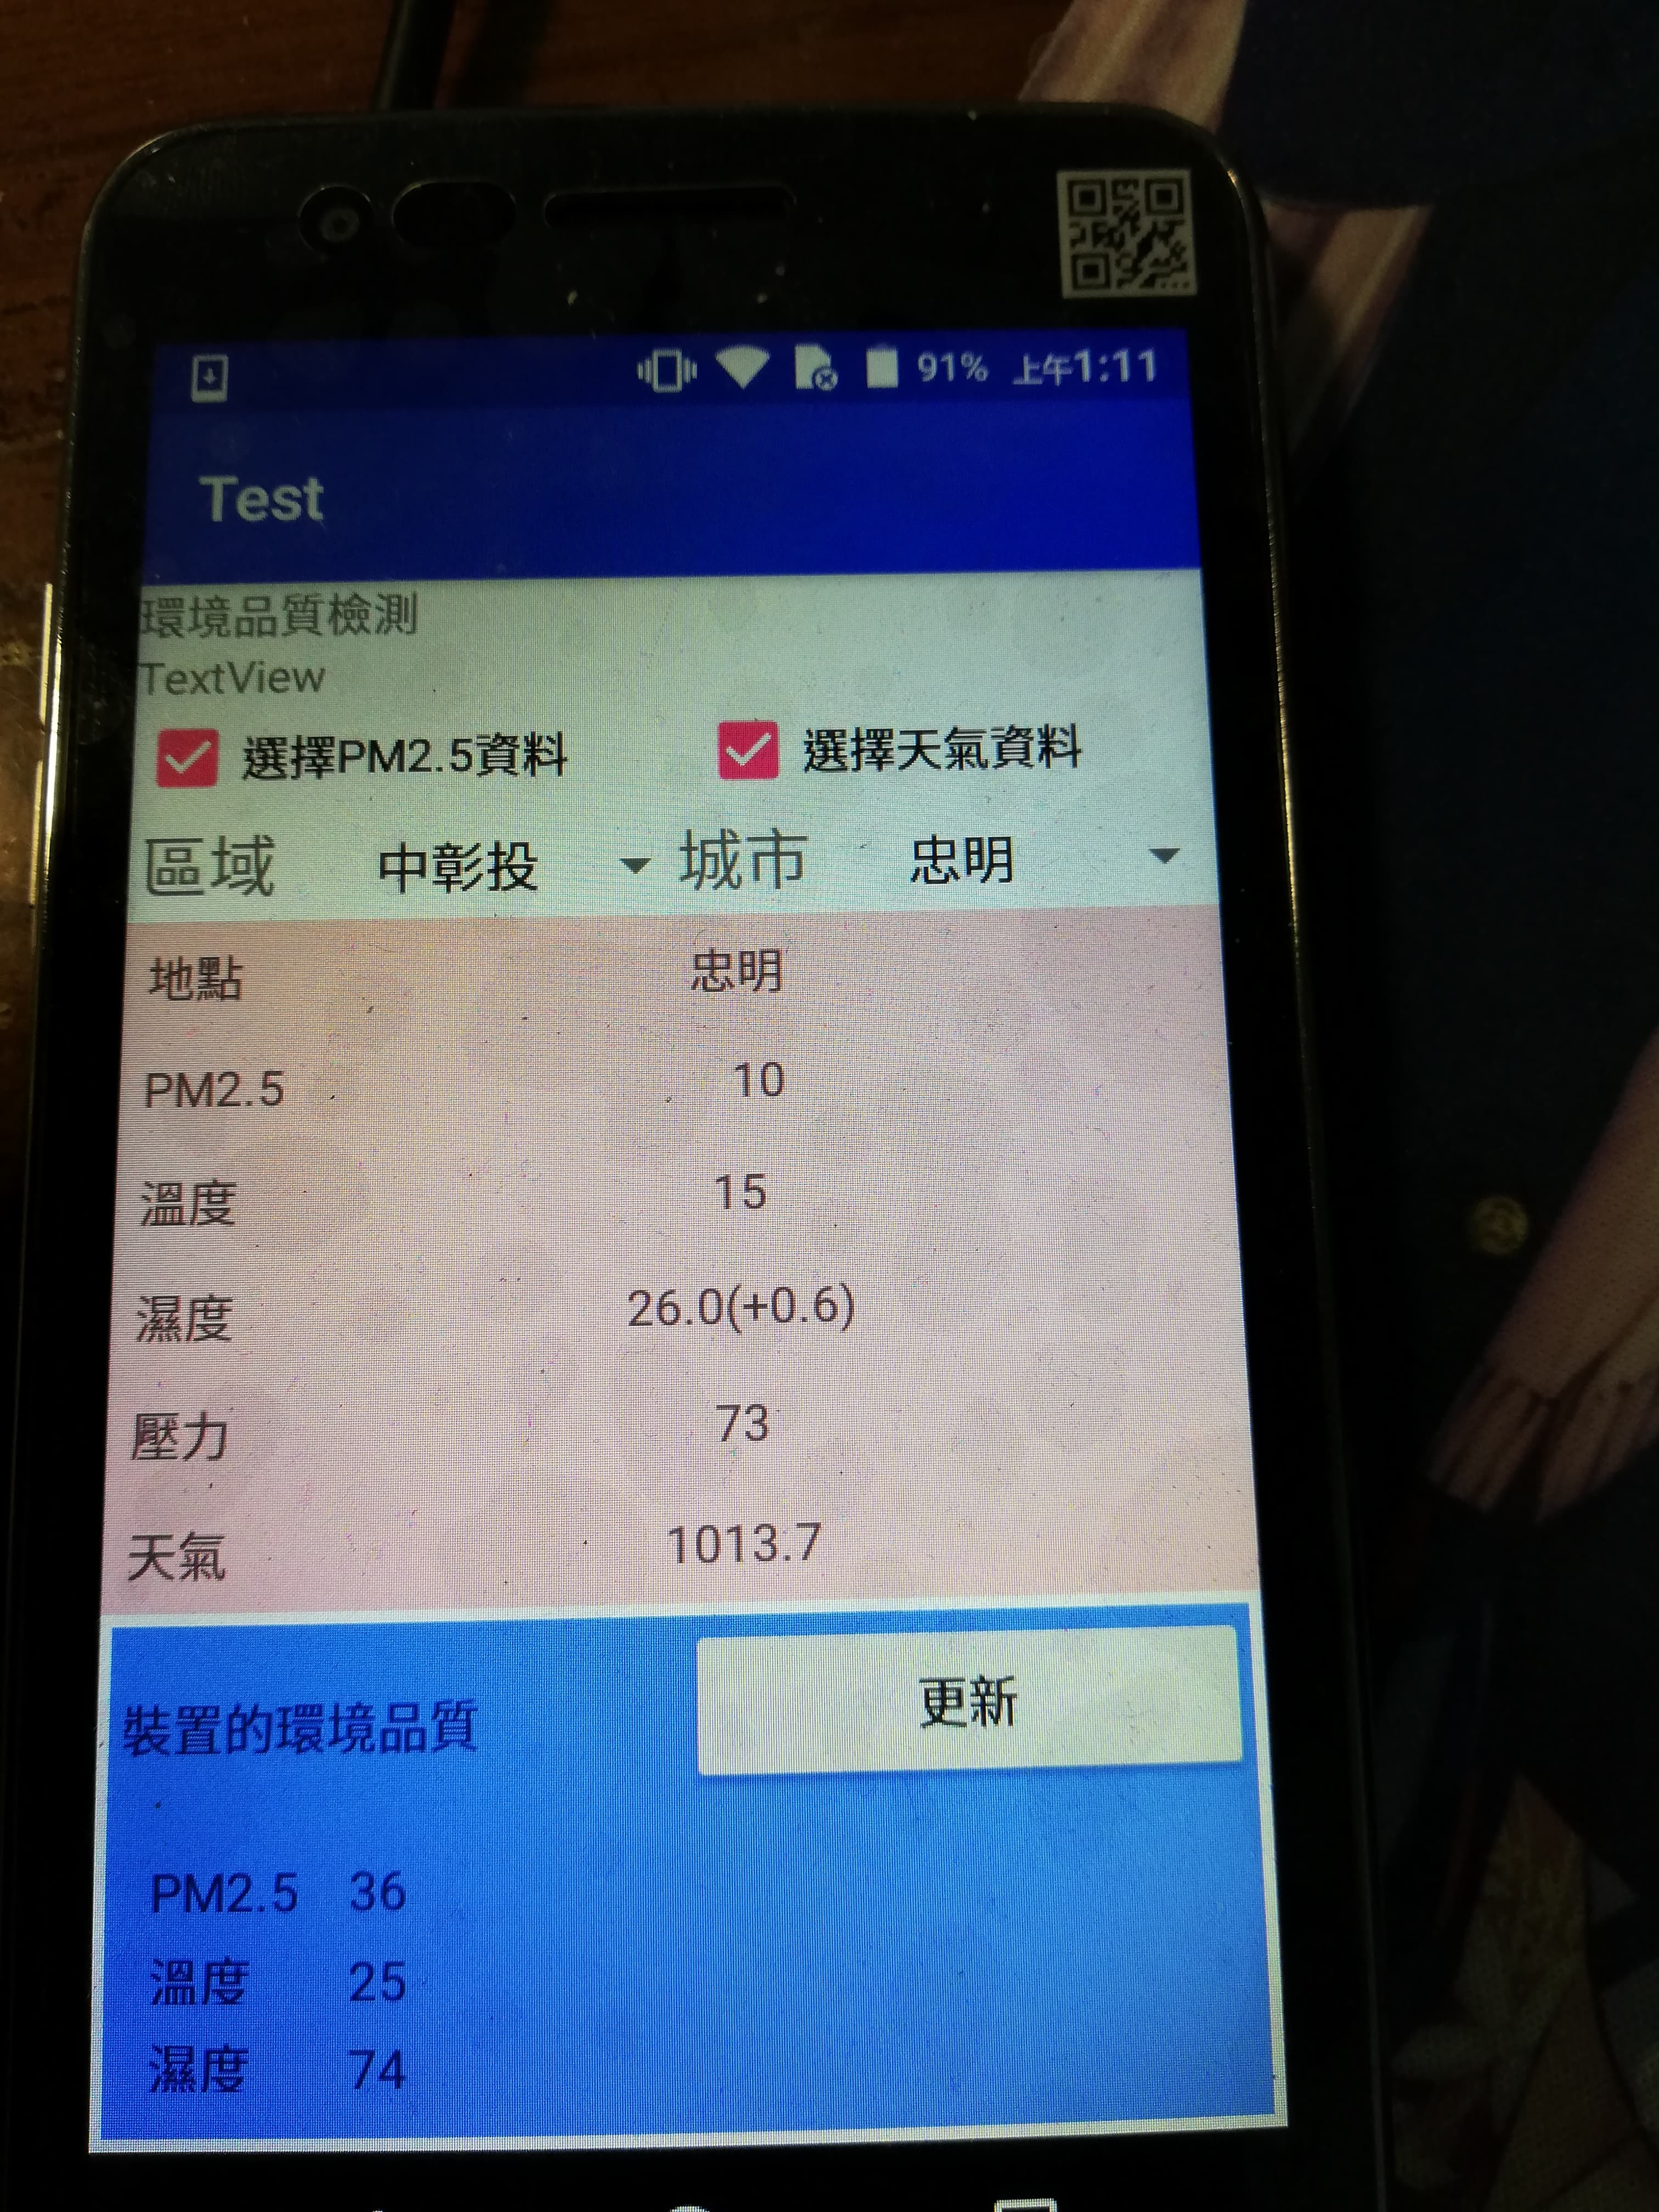 91% 上午1:11
Test
環境品質檢測
TextView
選擇PM2.5資料 選擇天氣資料
區域 中彰投 城市 忠明
地點 忠明
PM2.5 10
溫度 15
濕度 26.0(+0.6)
壓力 73
天氣 1013.7
裝置的環境品質 更新
PM2.5 36
溫度 25
濕度 74